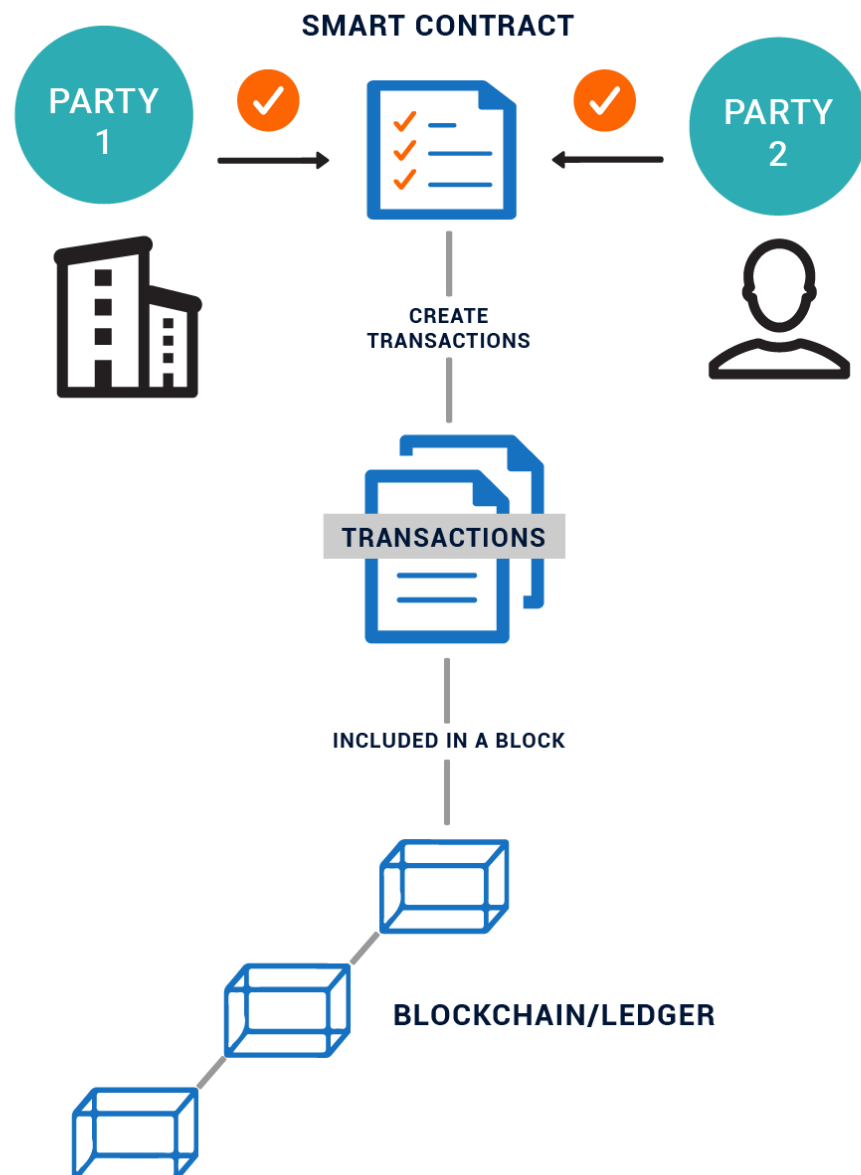 SMART CONTRACT
PARTY
1
PARTY
2
CREATE
TRANSACTIONS
TRANSACTIONS
INCLUDED IN A BLOCK
BLOCKCHAIN/LEDGER